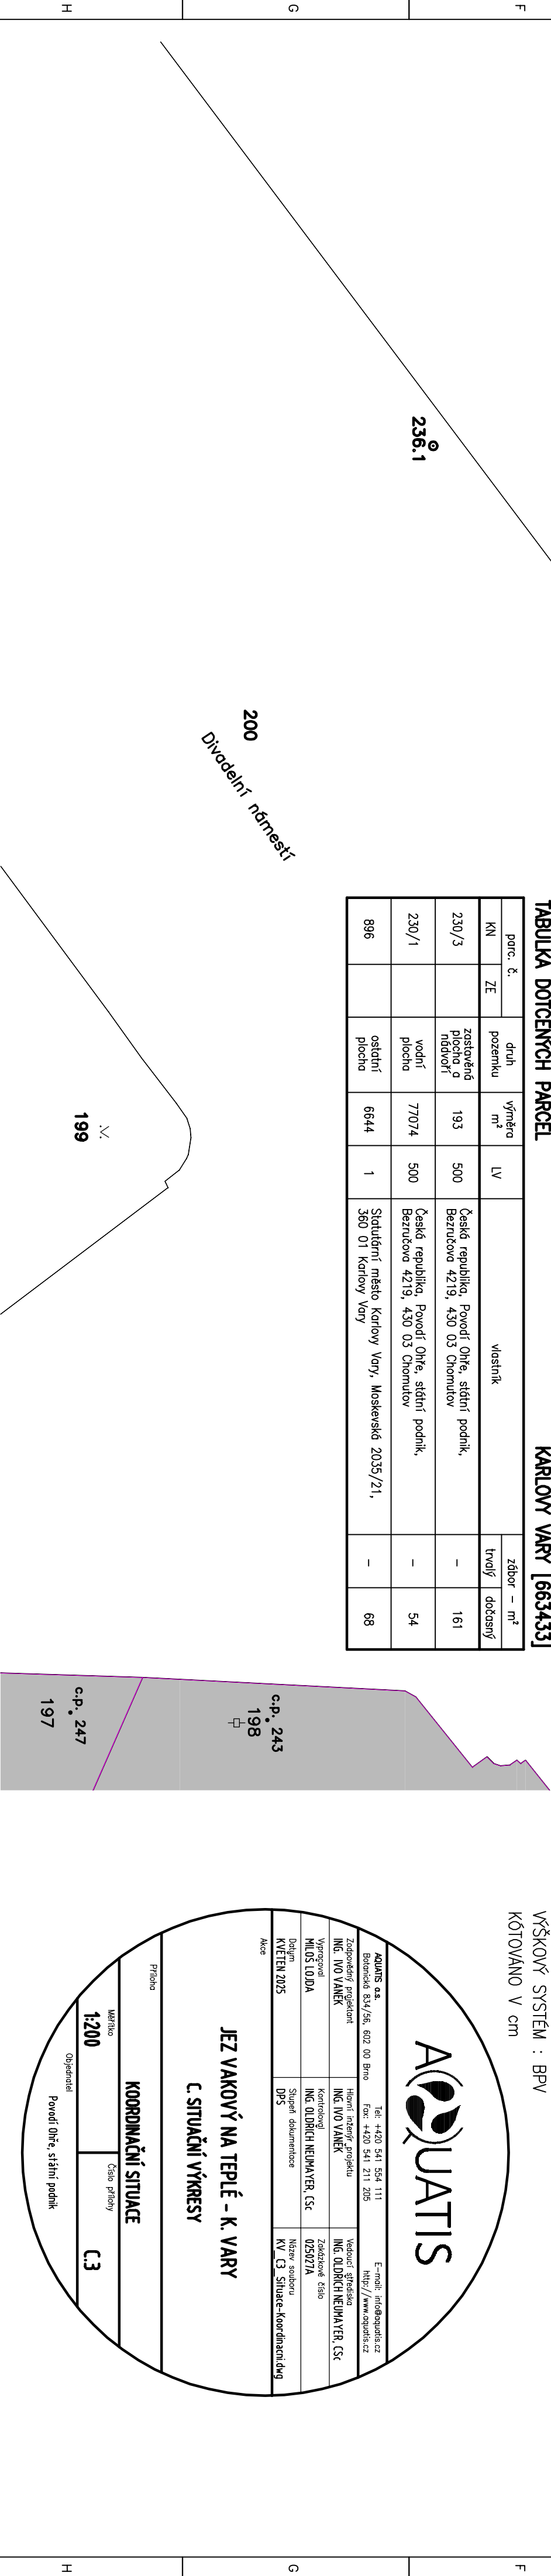 F
G
H
236.1
200
Divadelní náměstí
199
TABULKA DOTČENÝCH PARCEL KARLOVY VARY [663433]
parc. č. druh pozemku výměra m² LV vlastník zábor – m²
KN ZE trvalý dočasný
230/3 zastavěná plocha a nádvoří 193 500 Česká republika, Povodí Ohře, státní podnik, Bezručova 4219, 430 03 Chomutov – 161
230/1 vodní plocha 77074 500 Česká republika, Povodí Ohře, státní podnik, Bezručova 4219, 430 03 Chomutov – 54
896 ostatní plocha 6644 1 Statutární město Karlovy Vary, Moskevská 2035/21, 360 01 Karlovy Vary – 68
c.p. 243
198
c.p. 247
197
VÝŠKOVÝ SYSTÉM : BPV
KÓTOVÁNO V cm
AQUATIS
AQUATIS a.s. Tel: +420 541 554 111 E-mail: info@aquatis.cz
Botanická 834/56, 602 00 Brno Fax: +420 541 211 205 http://www.aquatis.cz
Zodpovědný projektant Hlavní inženýr projektu Vedoucí střediska
ING. IVO VANĚK ING. IVO VANĚK ING. OLDŘICH NEUMAYER, CSc
Vypracoval Kontroloval Zakázkové číslo
MILOŠ LOJDA ING. OLDŘICH NEUMAYER, CSc 025027A
Datum Stupeň dokumentace Název souboru
KVĚTEN 2025 DPS KV_C3_Situace-Koordinacni.dwg
Akce
JEZ VAKOVÝ NA TEPLÉ - K. VARY
C. SITUAČNÍ VÝKRESY
Příloha
KOORDINAČNÍ SITUACE
Měřítko Číslo přílohy
1:200 C.3
Objednatel
Povodí Ohře, státní podnik
F
G
H